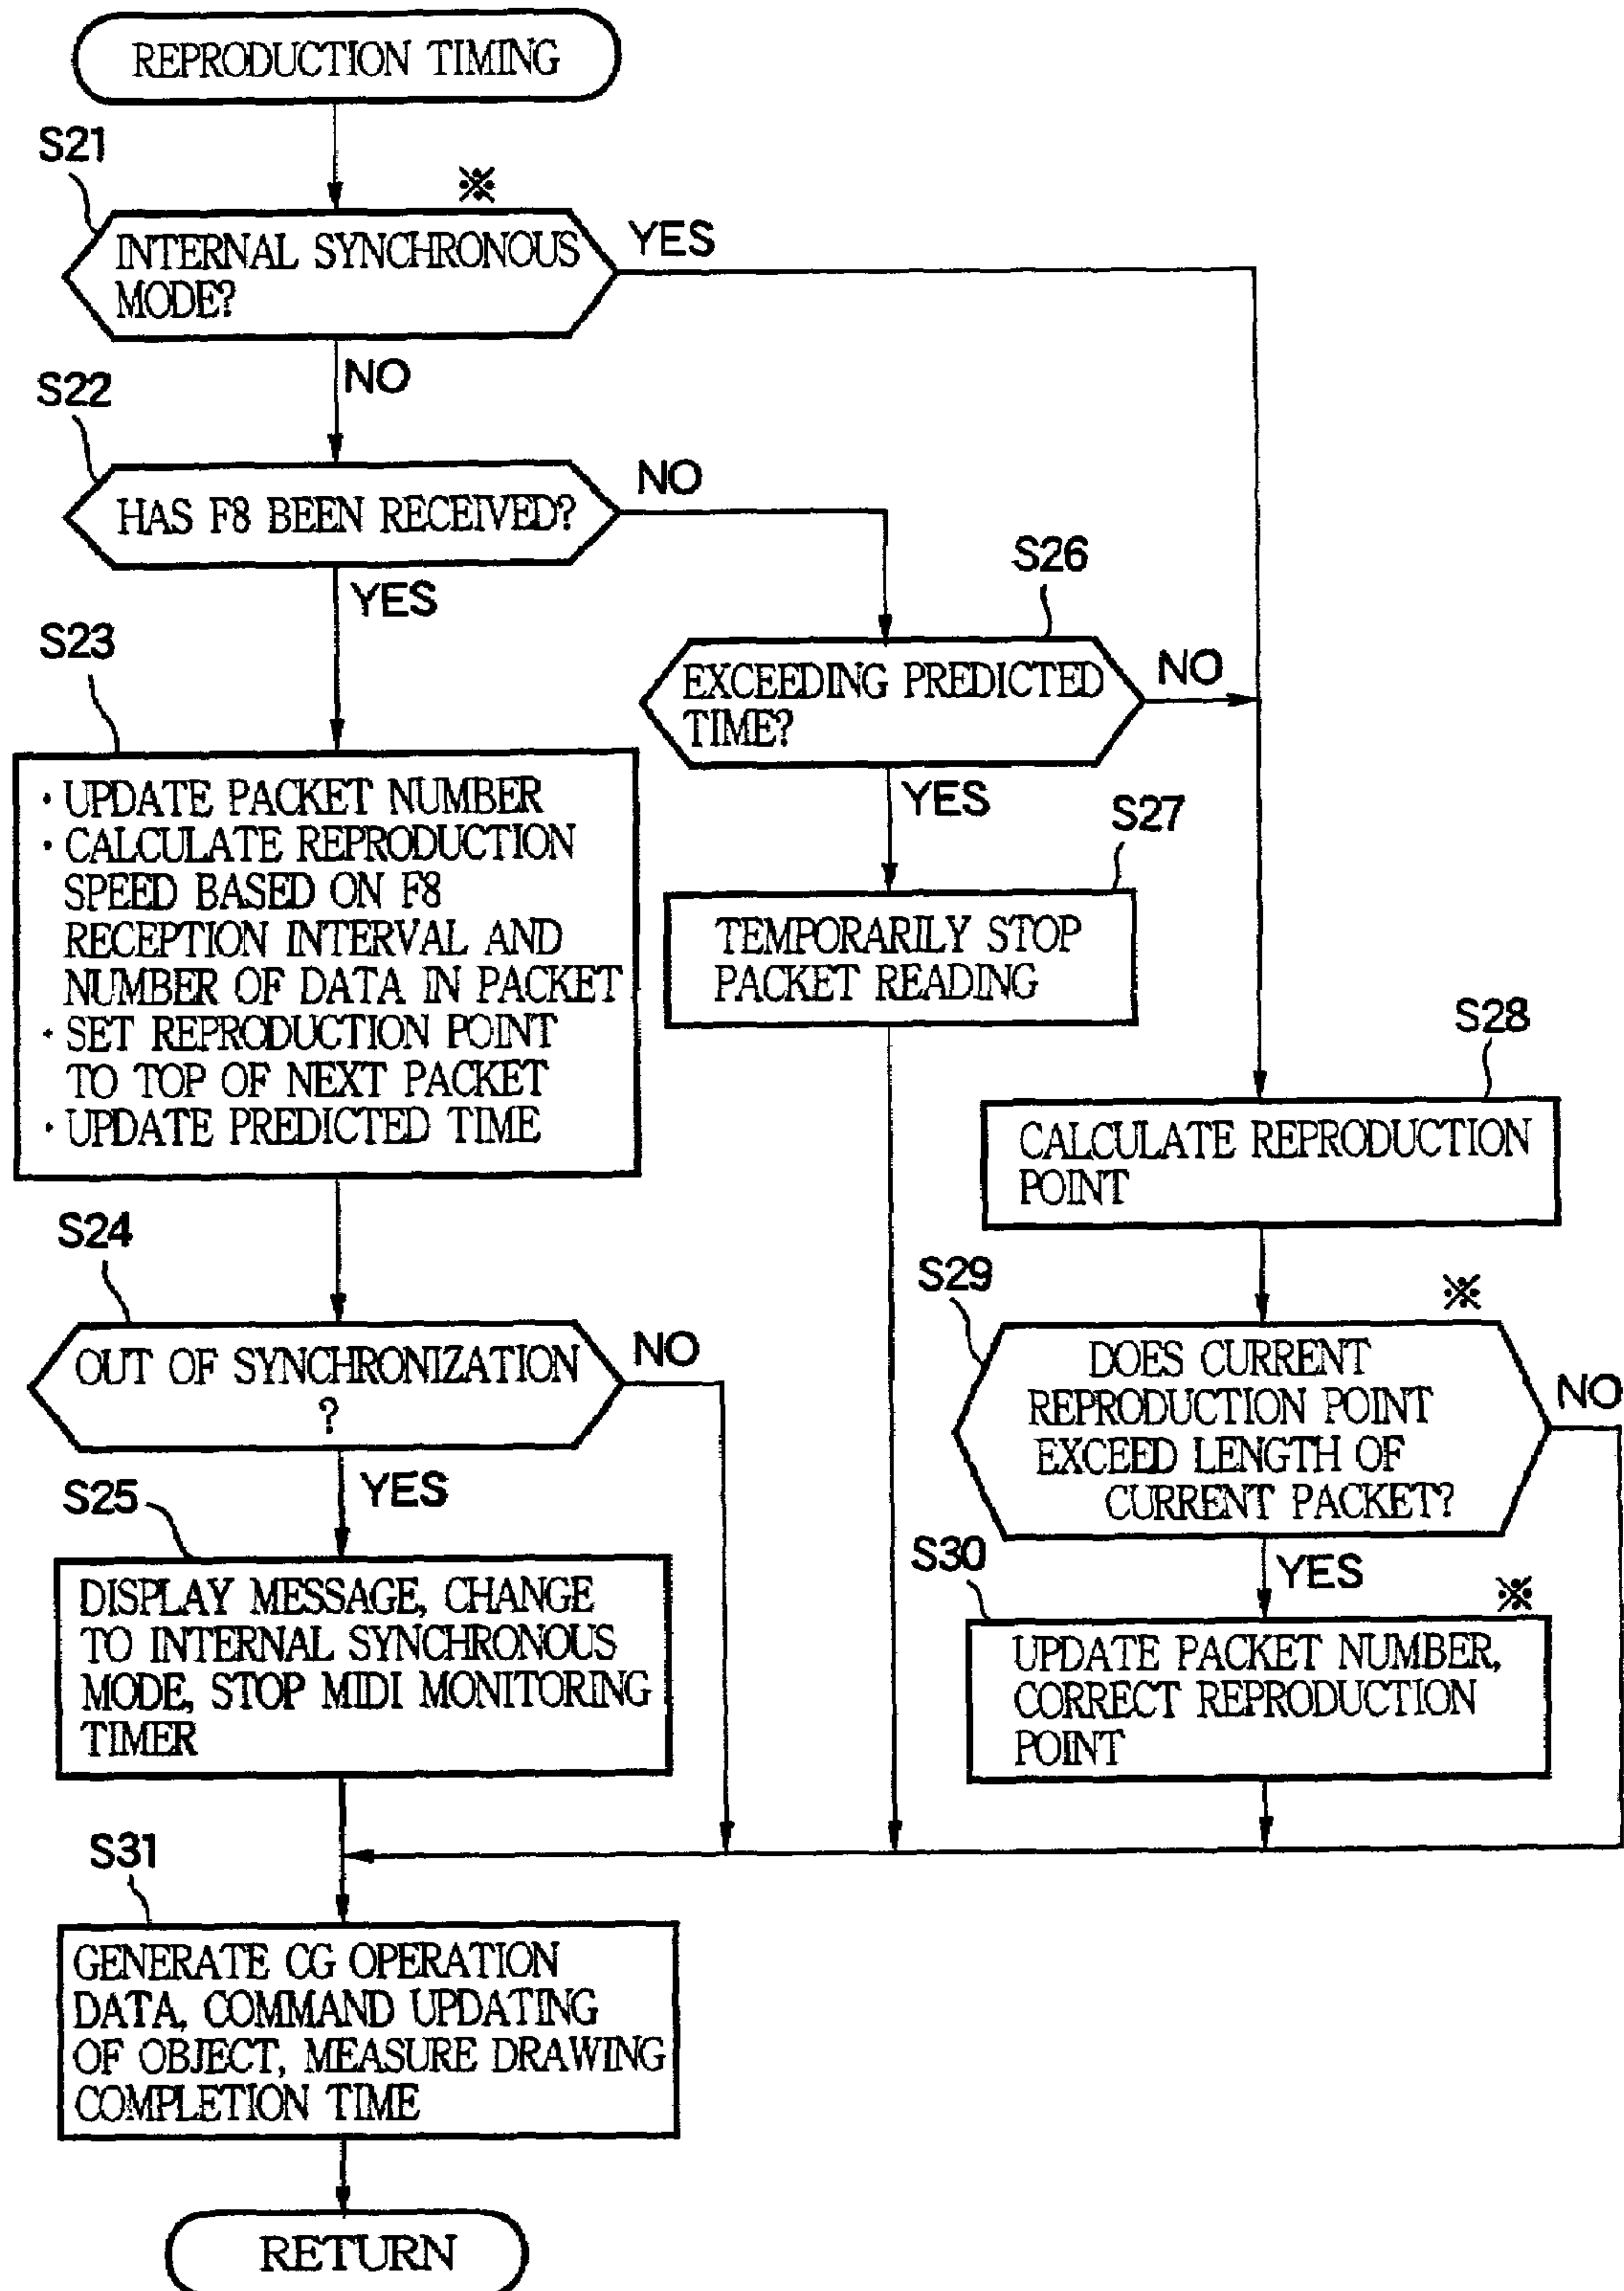 REPRODUCTION TIMING
S21
※
INTERNAL SYNCHRONOUS
MODE?
YES
NO
S22
HAS F8 BEEN RECEIVED?
NO
YES
S26
EXCEEDING PREDICTED
TIME?
NO
YES
S23
· UPDATE PACKET NUMBER
· CALCULATE REPRODUCTION
SPEED BASED ON F8
RECEPTION INTERVAL AND
NUMBER OF DATA IN PACKET
· SET REPRODUCTION POINT
TO TOP OF NEXT PACKET
· UPDATE PREDICTED TIME
S27
TEMPORARILY STOP
PACKET READING
S28
CALCULATE REPRODUCTION
POINT
S24
OUT OF SYNCHRONIZATION
?
NO
YES
S29
※
DOES CURRENT
REPRODUCTION POINT
EXCEED LENGTH OF
CURRENT PACKET?
NO
YES
S25
DISPLAY MESSAGE, CHANGE
TO INTERNAL SYNCHRONOUS
MODE, STOP MIDI MONITORING
TIMER
S30
※
UPDATE PACKET NUMBER,
CORRECT REPRODUCTION
POINT
S31
GENERATE CG OPERATION
DATA, COMMAND UPDATING
OF OBJECT, MEASURE DRAWING
COMPLETION TIME
RETURN